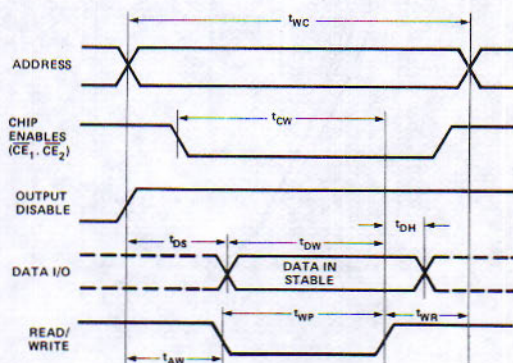 tWC
ADDRESS
tCW
CHIP
ENABLES
(CE1, CE2)
OUTPUT
DISABLE
tDH
tDS
tDW
DATA I/O
DATA IN
STABLE
tWP
tWR
READ/
WRITE
tAW